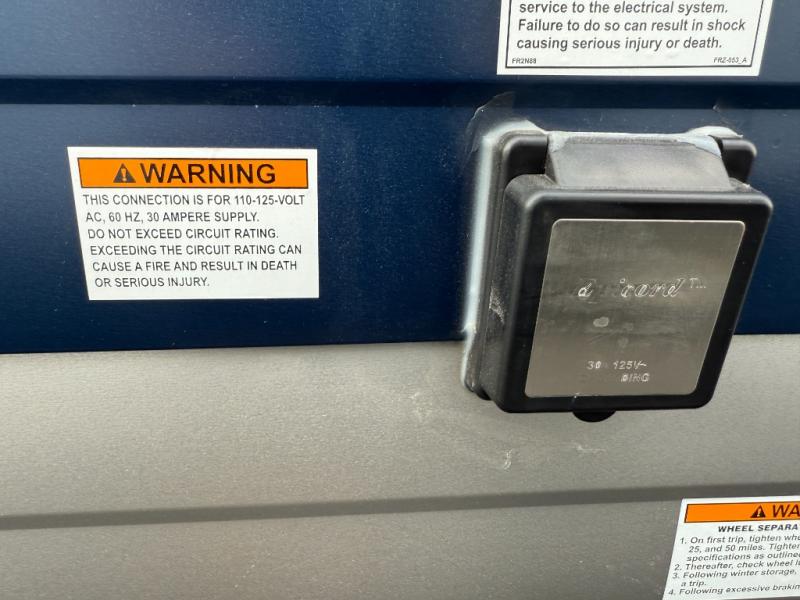 service to the electrical system.
Failure to do so can result in shock
causing serious injury or death.
FR2N88 FRZ-053_A
WARNING
THIS CONNECTION IS FOR 110-125-VOLT
AC, 60 HZ, 30 AMPERE SUPPLY.
DO NOT EXCEED CIRCUIT RATING.
EXCEEDING THE CIRCUIT RATING CAN
CAUSE A FIRE AND RESULT IN DEATH
OR SERIOUS INJURY.
30 125V~
WA
WHEEL SEPARA
1. On first trip, tighten whe
25, and 50 miles. Tighten
specifications as outline
2. Thereafter, check wheel l
3. Following winter storage,
a trip.
4. Following excessive brakin